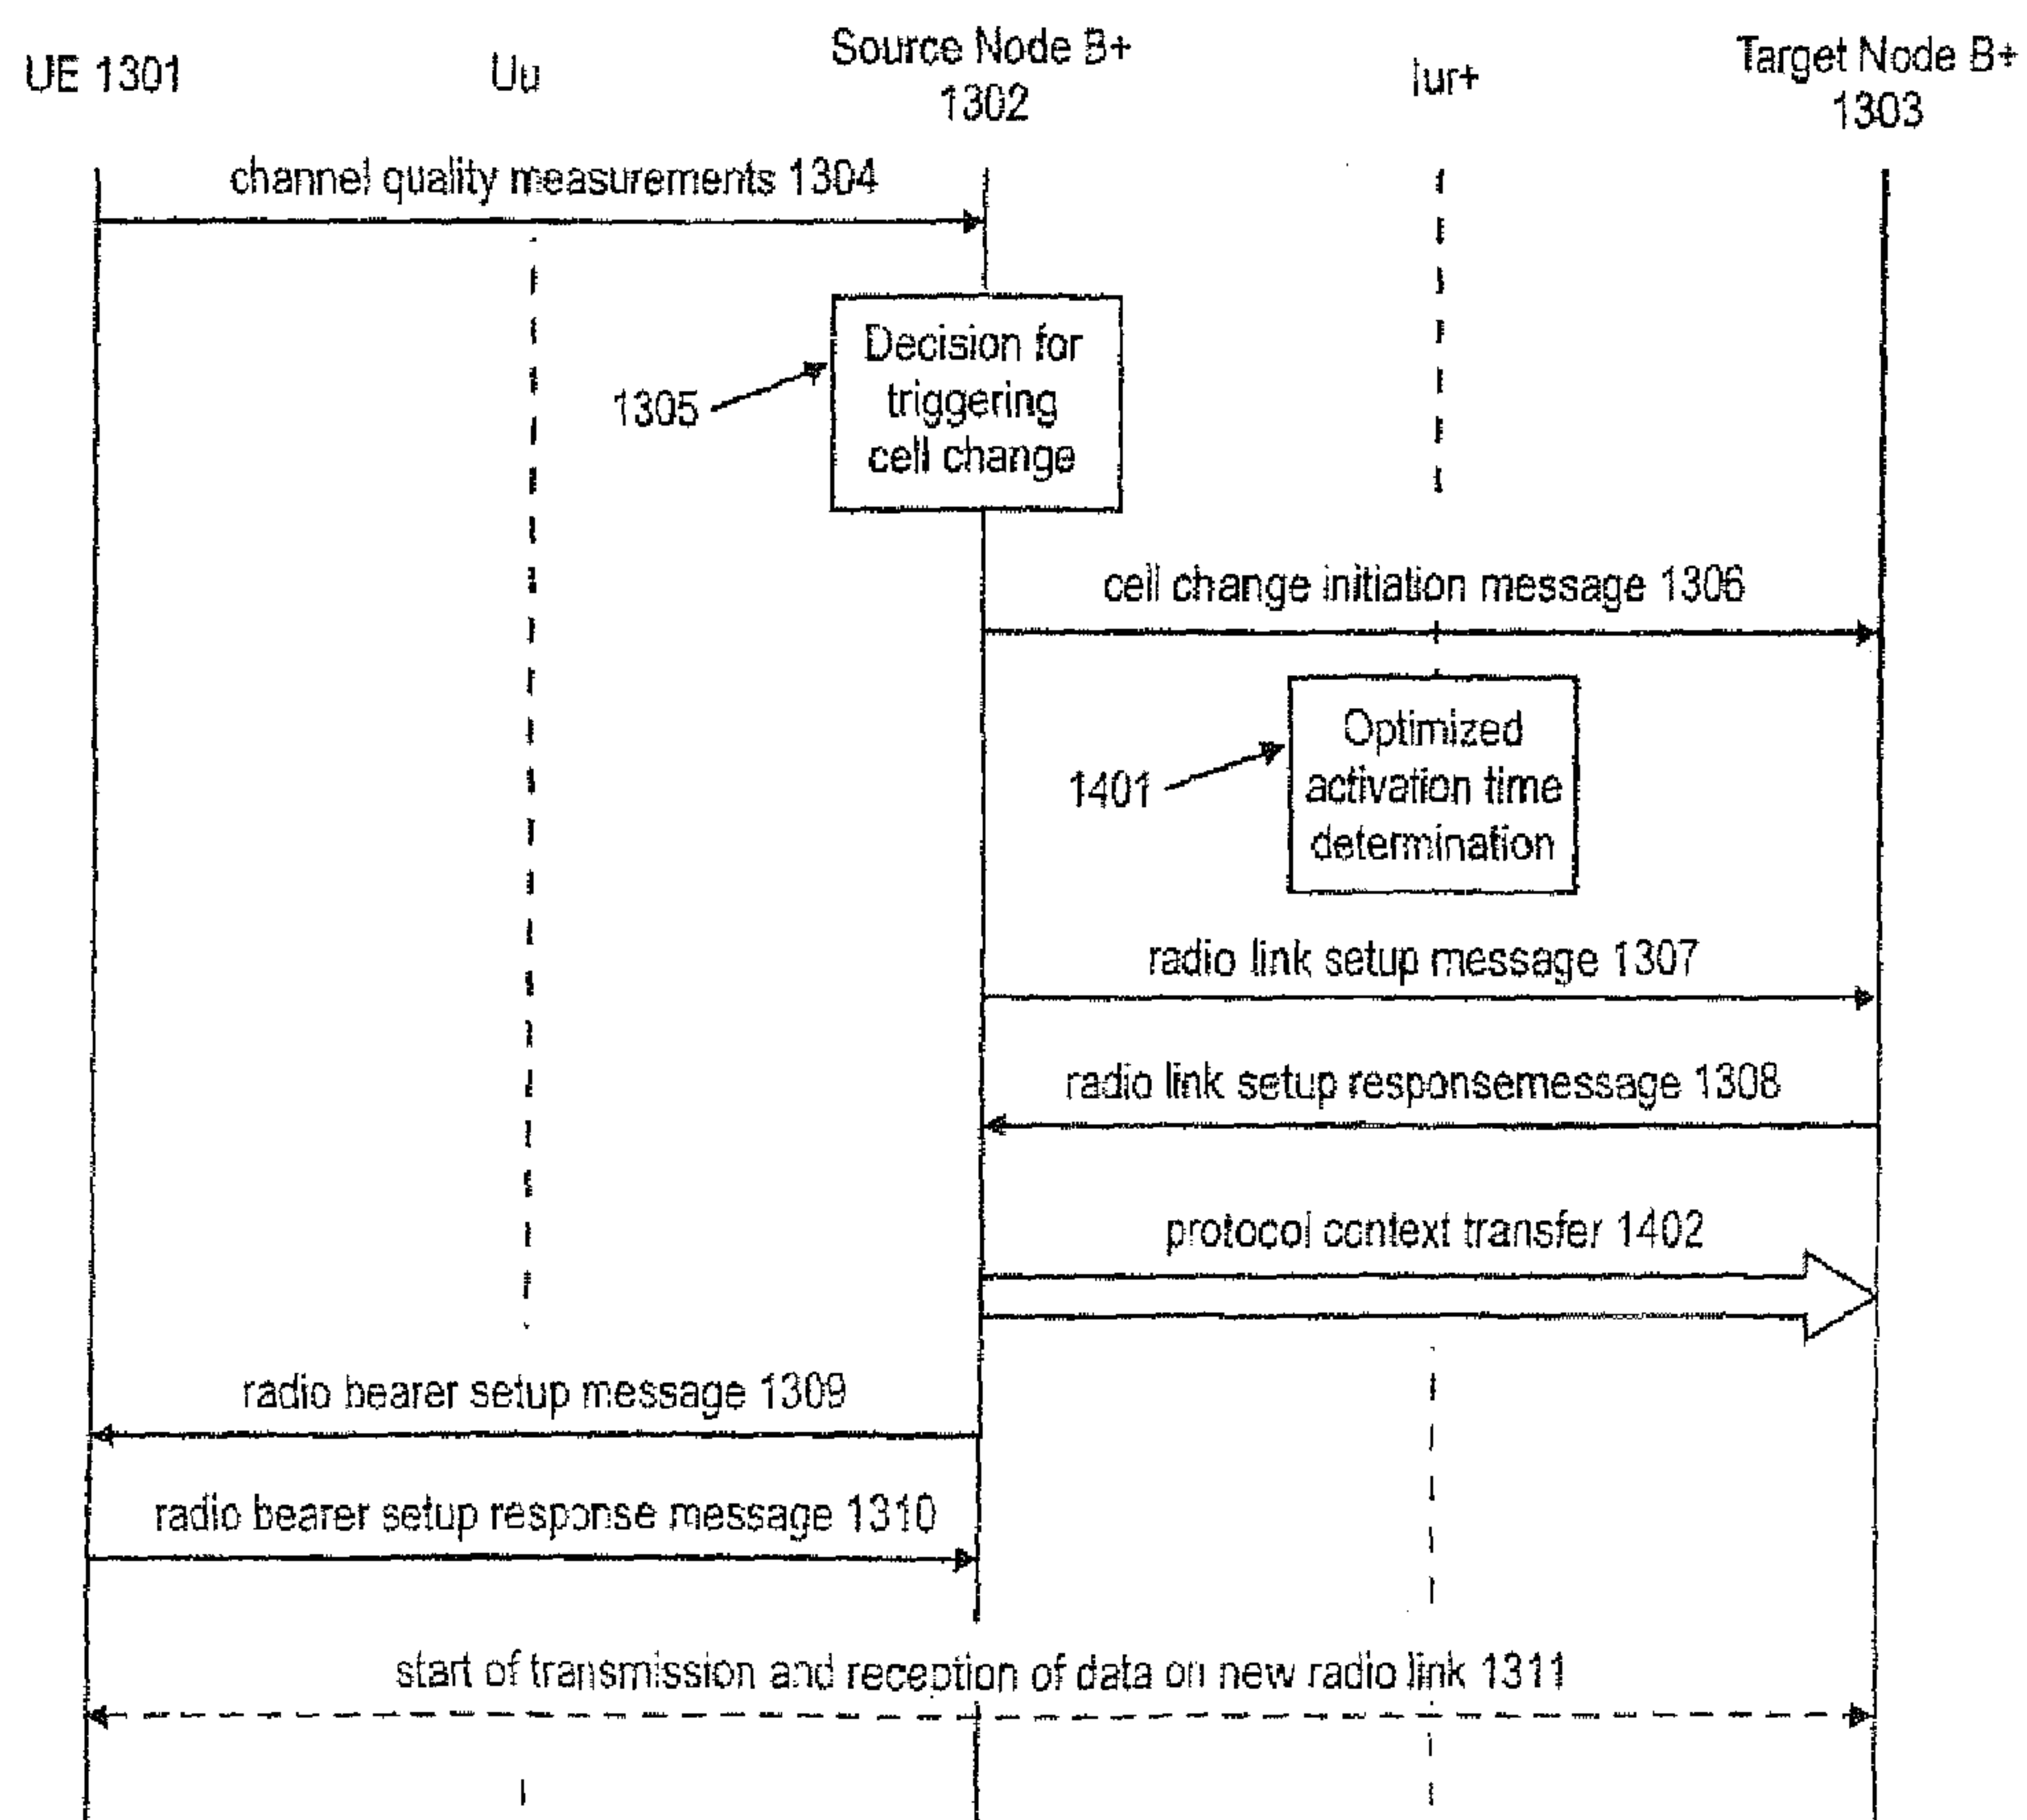 UE 1301
Uu
Source Node B+
1302
Iur+
Target Node B+
1303
channel quality measurements 1304
Decision for
triggering
cell change
1305
cell change initiation message 1306
Optimized
activation time
determination
1401
radio link setup message 1307
radio link setup responsemessage 1308
protocol context transfer 1402
radio bearer setup message 1309
radio bearer setup response message 1310
start of transmission and reception of data on new radio link 1311